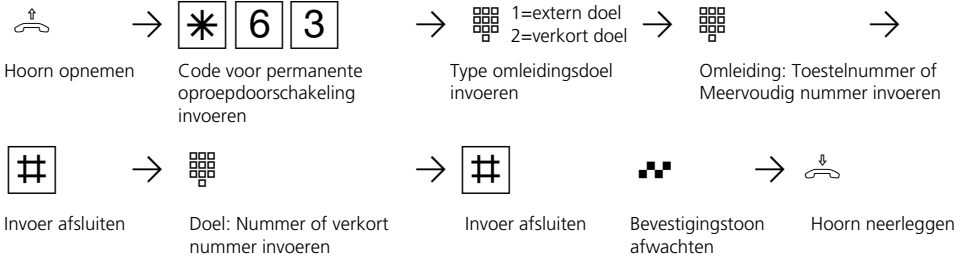 * 6 3
1=extern doel
2=verkort doel
Hoorn opnemen
Code voor permanente
oproepdoorschakeling
invoeren
Type omleidingsdoel
invoeren
Omleiding: Toestelnummer of
Meervoudig nummer invoeren
#
#
Invoer afsluiten
Doel: Nummer of verkort
nummer invoeren
Invoer afsluiten
Bevestigingstoon
afwachten
Hoorn neerleggen